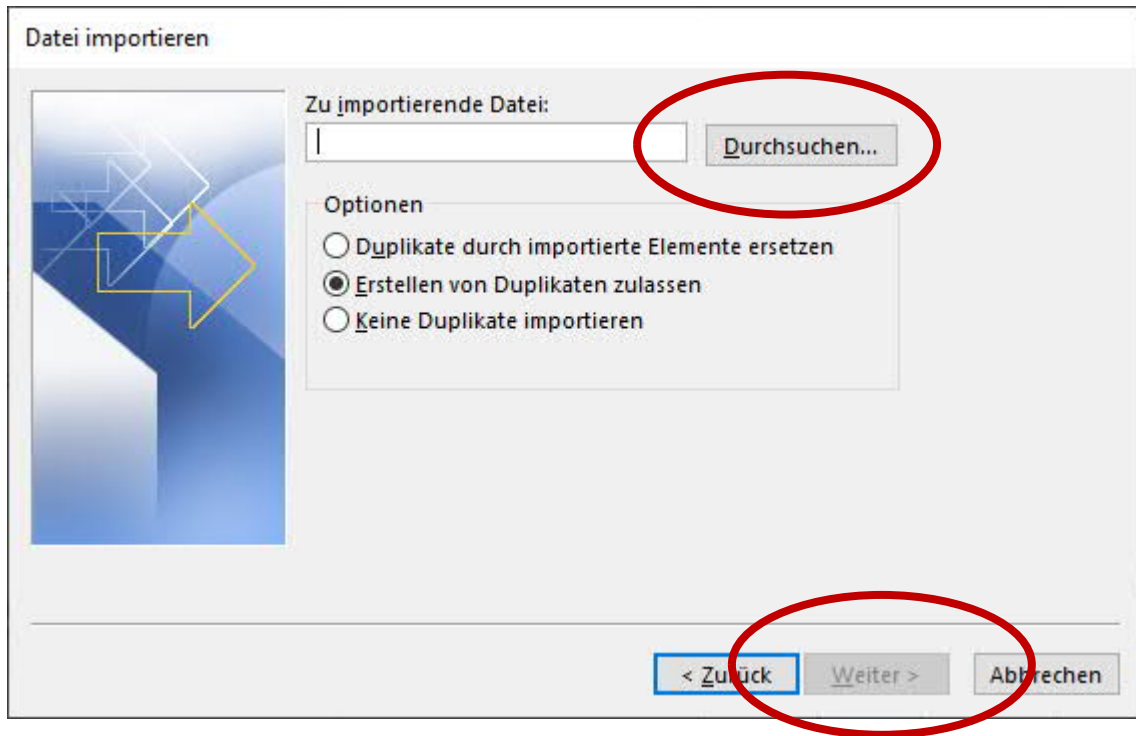 Datei importieren
Zu importierende Datei:
Durchsuchen...
Optionen
Duplikate durch importierte Elemente ersetzen
Erstellen von Duplikaten zulassen
Keine Duplikate importieren
< Zurück Weiter > Abbrechen